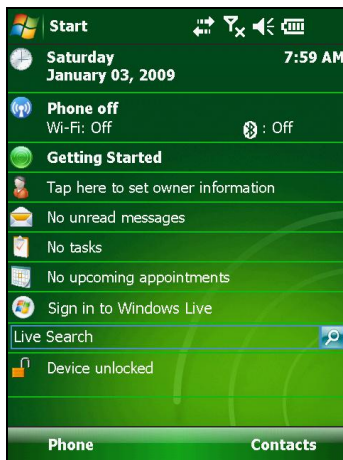 Start
Saturday 7:59 AM
January 03, 2009
Phone off
Wi-Fi: Off : Off
Getting Started
Tap here to set owner information
No unread messages
No tasks
No upcoming appointments
Sign in to Windows Live
Live Search
Device unlocked
Phone Contacts